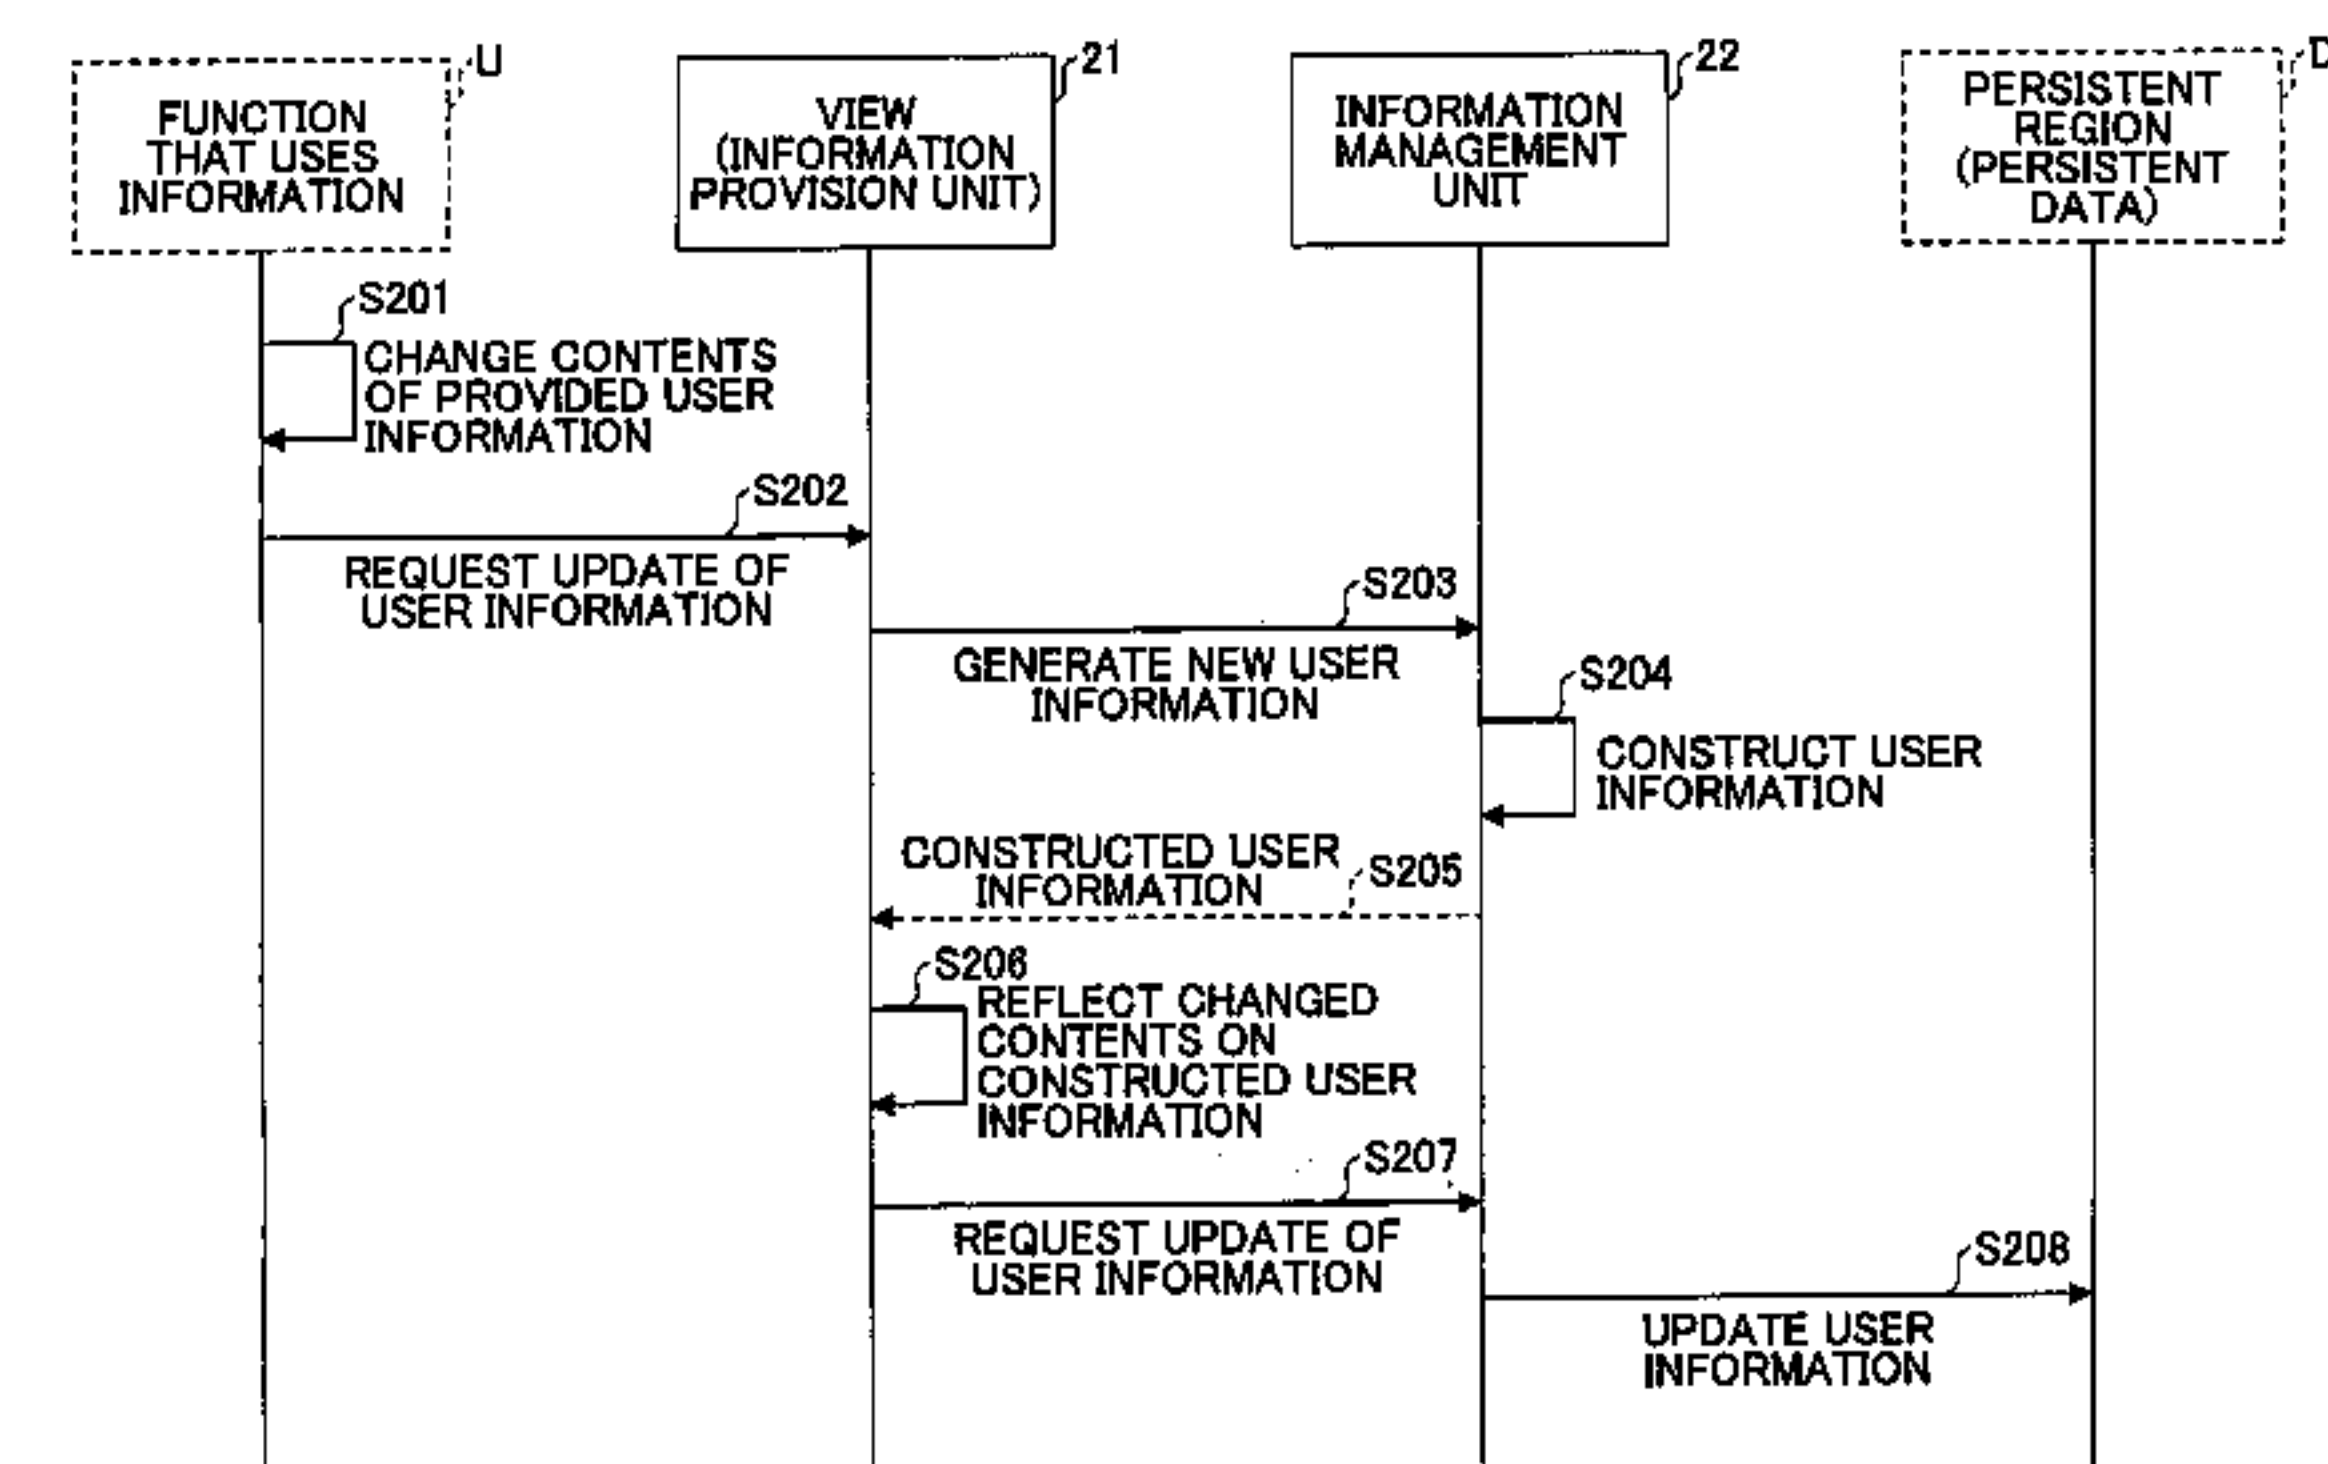 U
FUNCTION
THAT USES
INFORMATION
21
VIEW
(INFORMATION
PROVISION UNIT)
22
INFORMATION
MANAGEMENT
UNIT
D
PERSISTENT
REGION
(PERSISTENT
DATA)
S201
CHANGE CONTENTS
OF PROVIDED USER
INFORMATION
S202
REQUEST UPDATE OF
USER INFORMATION
S203
GENERATE NEW USER
INFORMATION
S204
CONSTRUCT USER
INFORMATION
CONSTRUCTED USER
INFORMATION
S205
S206
REFLECT CHANGED
CONTENTS ON
CONSTRUCTED USER
INFORMATION
S207
REQUEST UPDATE OF
USER INFORMATION
S208
UPDATE USER
INFORMATION